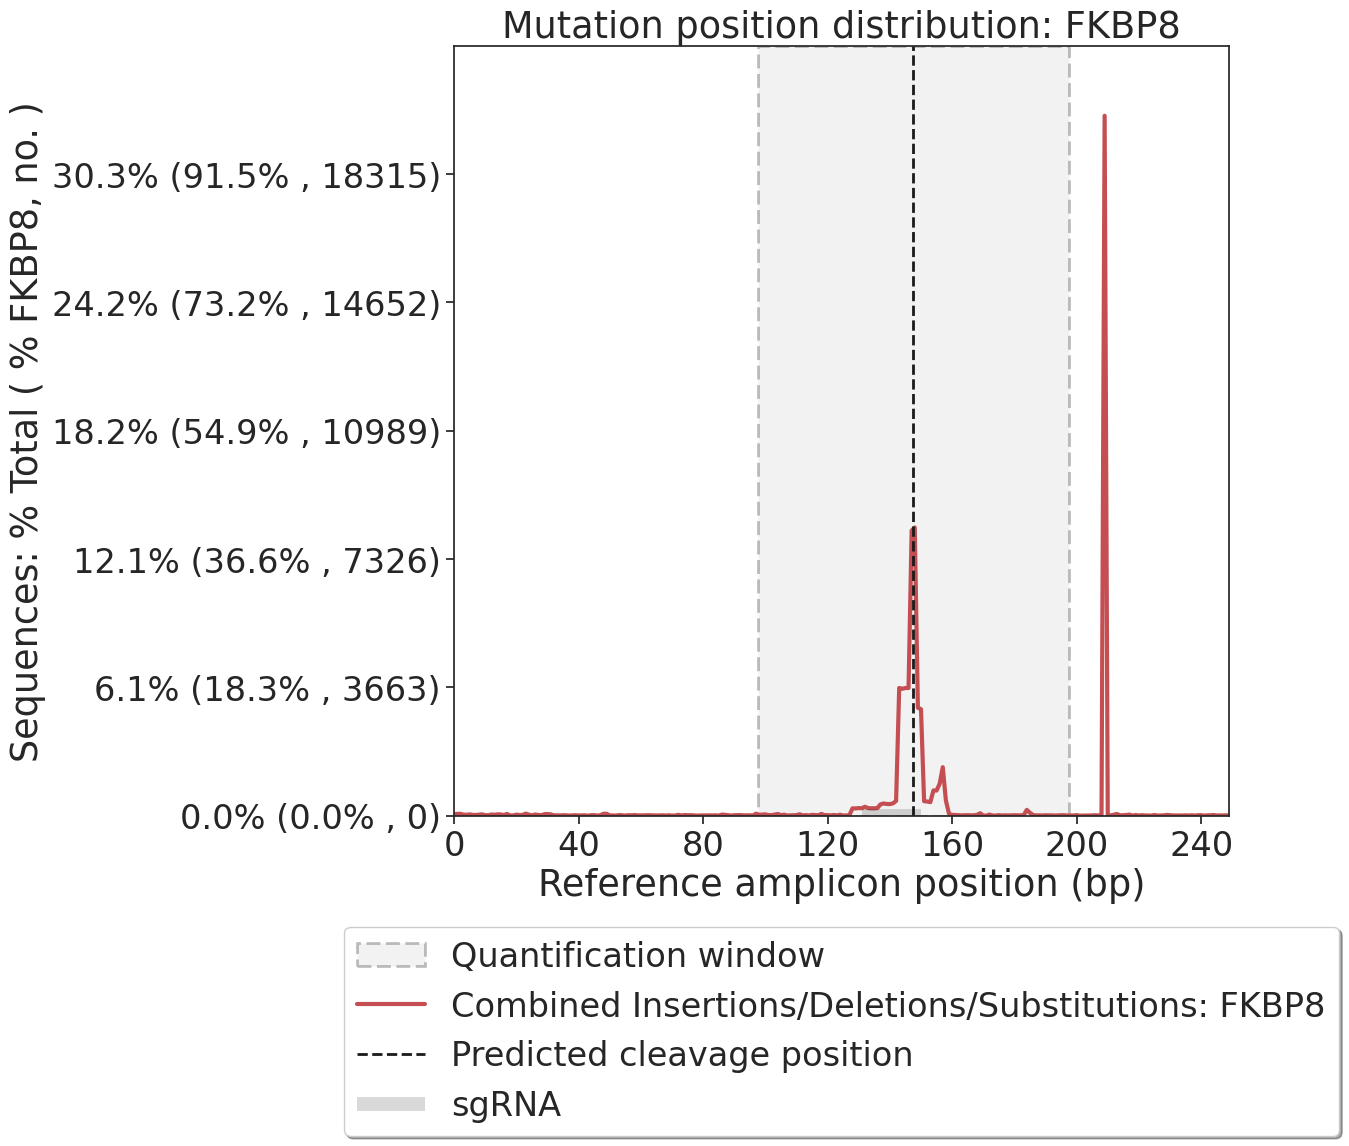 Mutation position distribution: FKBP8
Sequences: % Total ( % FKBP8, no. )
30.3% (91.5% , 18315)
24.2% (73.2% , 14652)
18.2% (54.9% , 10989)
12.1% (36.6% , 7326)
6.1% (18.3% , 3663)
0.0% (0.0% , 0)
0 40 80 120 160 200 240
Reference amplicon position (bp)
Quantification window
Combined Insertions/Deletions/Substitutions: FKBP8
Predicted cleavage position
sgRNA